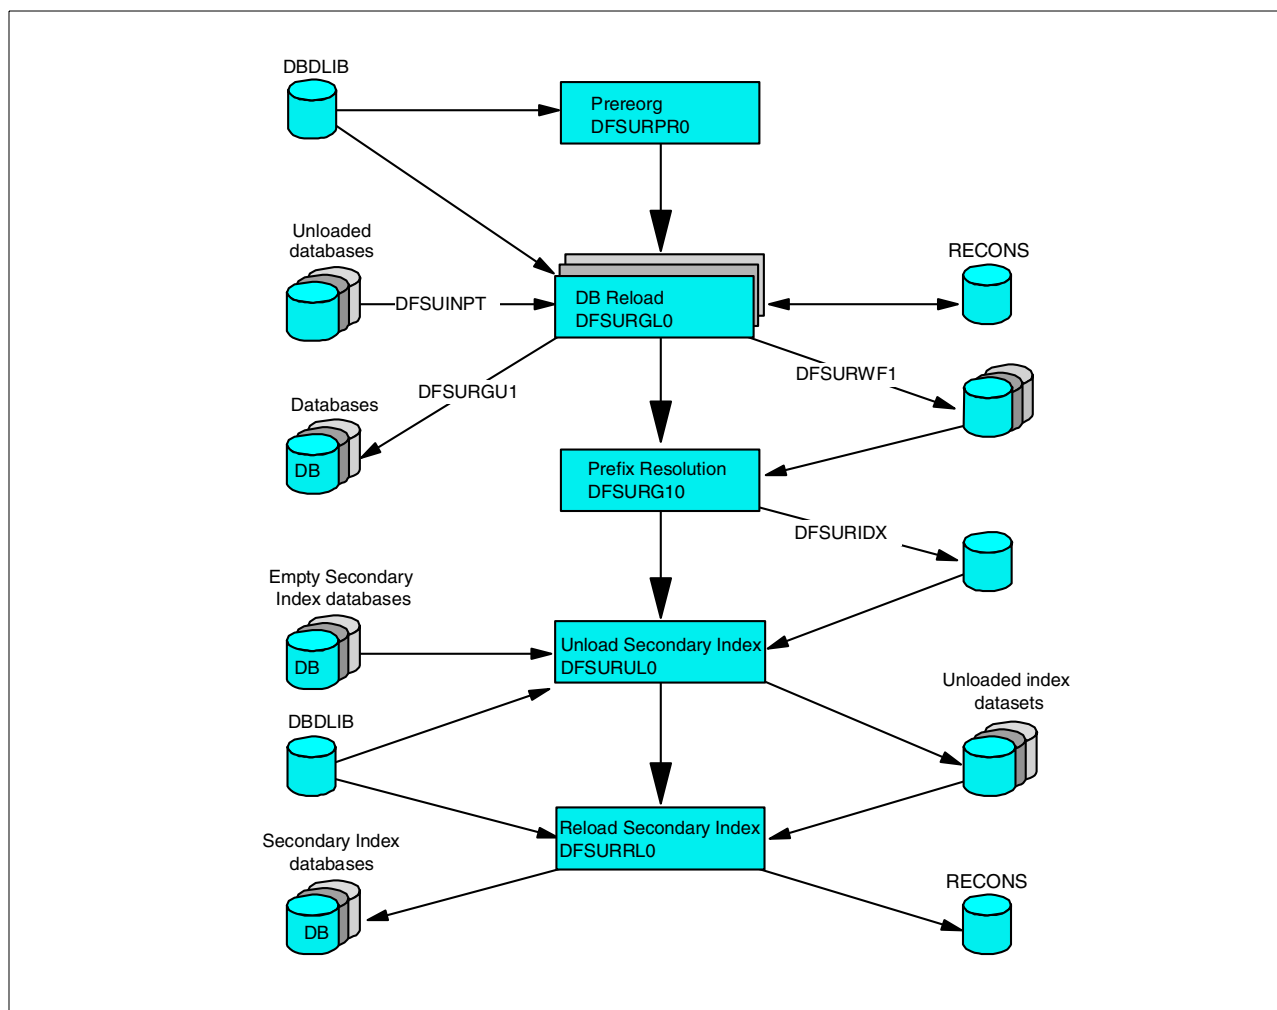 DBDLIB
Prereorg
DFSURPR0
Unloaded
databases
RECONS
DFSUINPT
DB Reload
DFSURGL0
DFSURWF1
DFSURGU1
Databases
DB
Prefix Resolution
DFSURG10
DFSURIDX
Empty Secondary
Index databases
DB
Unload Secondary Index
DFSURUL0
Unloaded index
datasets
DBDLIB
Reload Secondary Index
DFSURRL0
Secondary Index
databases
DB
RECONS